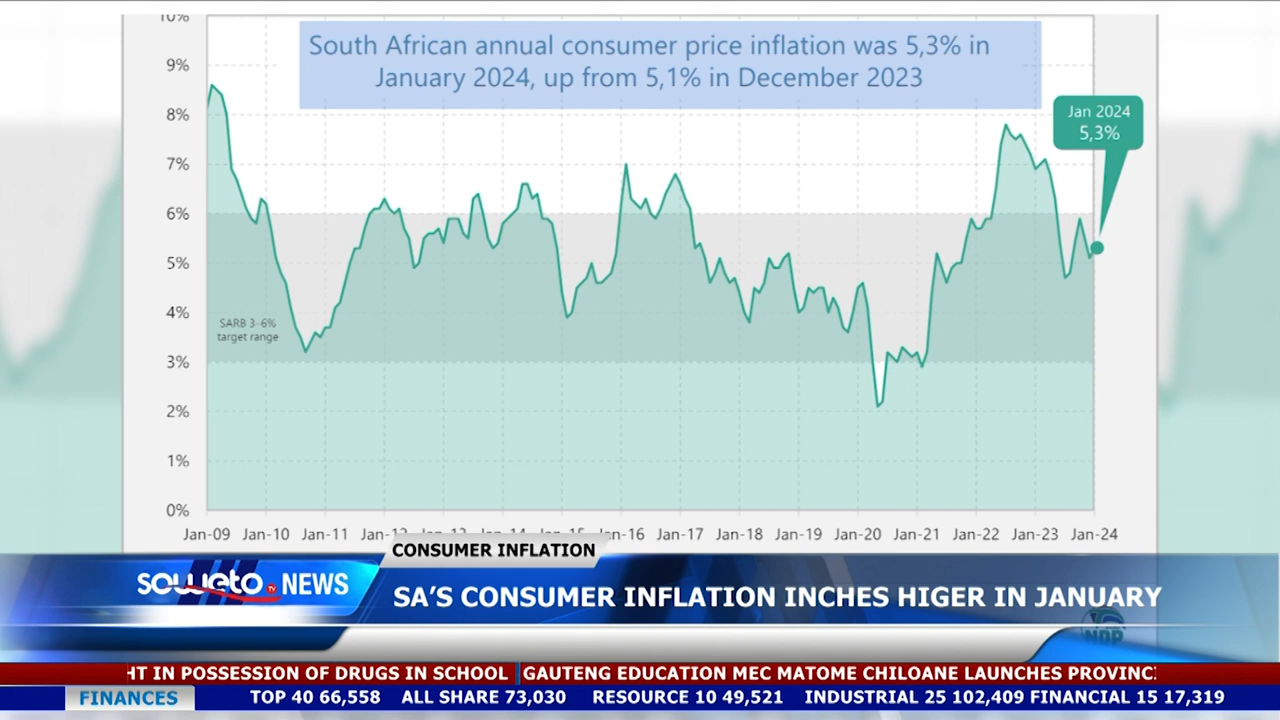 10%
South African annual consumer price inflation was 5,3% in
January 2024, up from 5,1% in December 2023
9%
8%
Jan 2024
5,3%
7%
6%
5%
4%
SARB 3-6%
target range
3%
2%
1%
0%
Jan-09 Jan-10 Jan-11 Jan-12 Jan-13 Jan-14 Jan-15 Jan-16 Jan-17 Jan-18 Jan-19 Jan-20 Jan-21 Jan-22 Jan-23 Jan-24
CONSUMER INFLATION
soweto TV NEWS
SA'S CONSUMER INFLATION INCHES HIGER IN JANUARY
NDP
HT IN POSSESSION OF DRUGS IN SCHOOL GAUTENG EDUCATION MEC MATOME CHILOANE LAUNCHES PROVINC
FINANCES TOP 40 66,558 ALL SHARE 73,030 RESOURCE 10 49,521 INDUSTRIAL 25 102,409 FINANCIAL 15 17,319